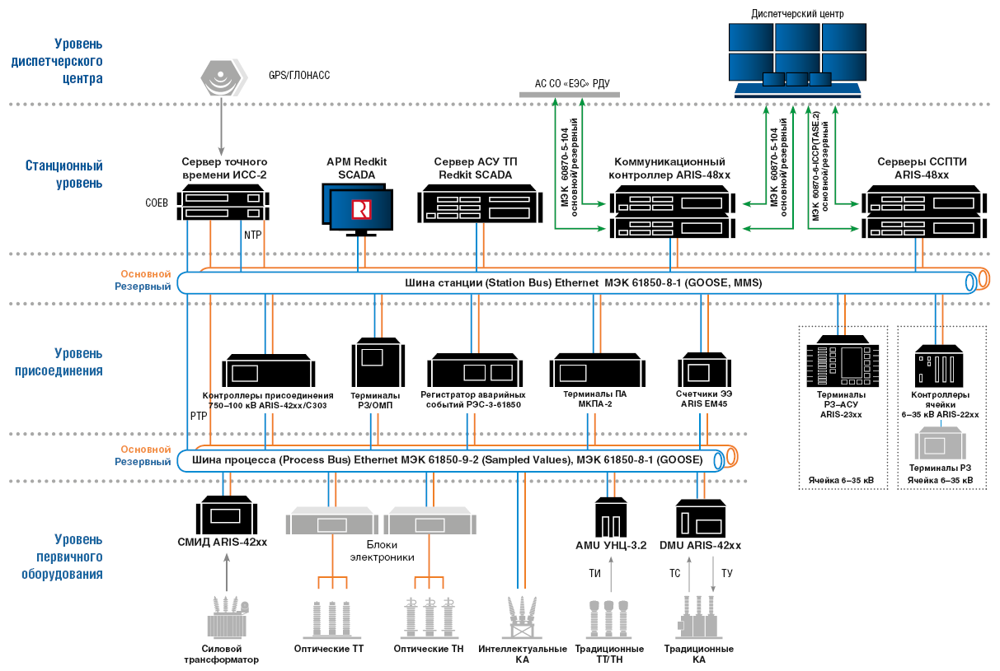 Диспетчерский центр
Уровень
диспетчерского
центра
GPS/ГЛОНАСС
АС СО «ЕЭС» РДУ
МЭК 60870-5-104
основной/резервный
МЭК 60870-5-104
основной/резервный
МЭК 60870-6-ICCP(TASE.2)
основной/резервный
Станционный
уровень
Сервер точного
времени ИСС-2
АРМ Redkit
SCADA
Сервер АСУ ТП
Redkit SCADA
Коммуникационный
контроллер ARIS-48xx
Серверы ССПТИ
ARIS-48xx
СОЕВ
NTP
Основной
Резервный
Шина станции (Station Bus) Ethernet МЭК 61850-8-1 (GOOSE, MMS)
Уровень
присоединения
Контроллеры присоединения
750–100 кВ ARIS-42xx/C303
Терминалы
РЗ/ОМП
Регистратор аварийных
событий РЭС-3-61850
Терминалы ПА
МКПА-2
Счетчики ЭЭ
ARIS EM45
Терминалы
РЗ–АСУ
ARIS-23xx
Контроллеры
ячейки
6–35 кВ ARIS-22xx
PTP
Терминалы РЗ
Ячейка 6–35 кВ
Ячейка 6–35 кВ
Основной
Резервный
Шина процесса (Process Bus) Ethernet МЭК 61850-9-2 (Sampled Values), МЭК 61850-8-1 (GOOSE)
Уровень
первичного
оборудования
СМИД ARIS-42xx
Блоки
электроники
AMU УНЦ-3.2
DMU ARIS-42xx
ТИ
ТС
ТУ
Силовой
трансформатор
Оптические ТТ
Оптические ТН
Интеллектуальные
КА
Традиционные
ТТ/ТН
Традиционные
КА